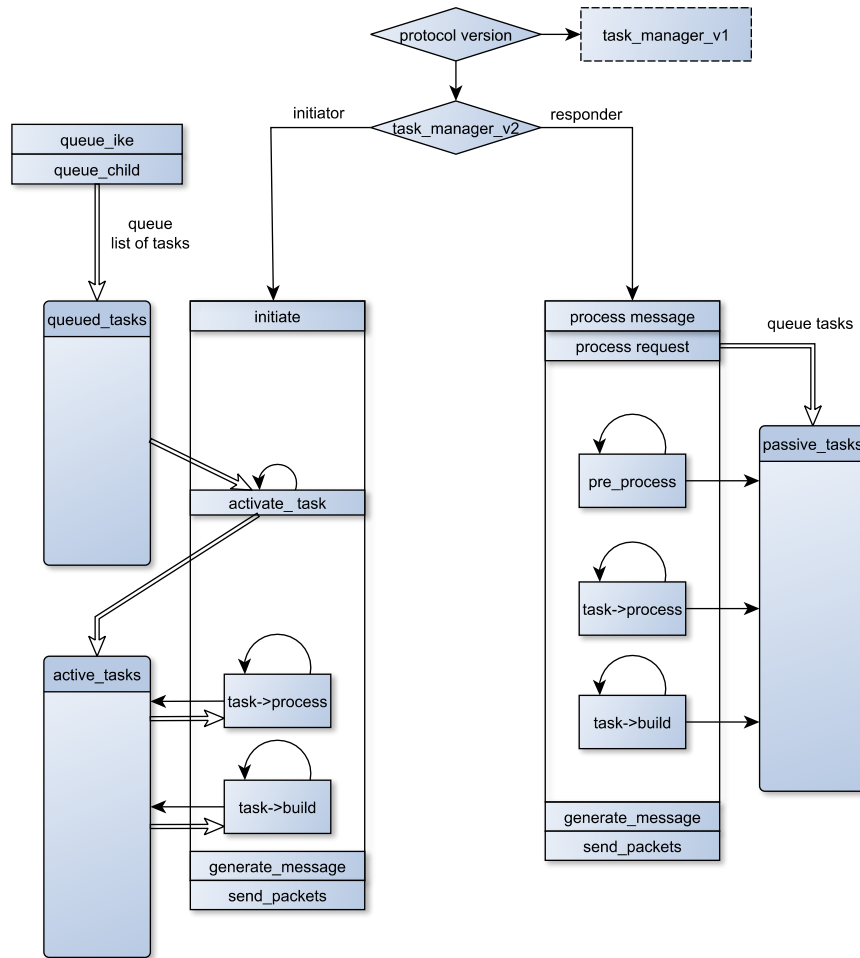 protocol version
task_manager_v1
initiator
task_manager_v2
responder
queue_ike
queue_child
queue
list of tasks
queued_tasks
initiate
process message
process request
queue tasks
passive_tasks
pre_process
activate_ task
task->process
active_tasks
task->process
task->build
task->build
generate_message
send_packets
generate_message
send_packets